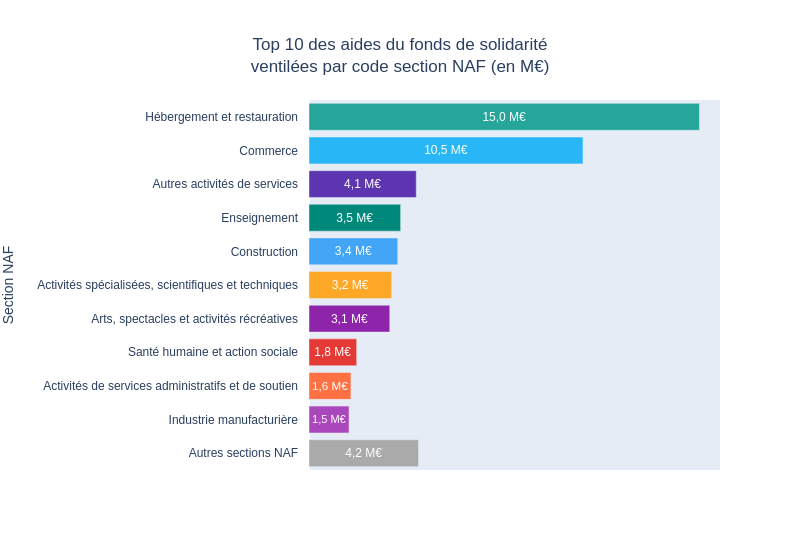 Top 10 des aides du fonds de solidarité
ventilées par code section NAF (en M€)
Section NAF
Hébergement et restauration 15,0 M€
Commerce 10,5 M€
Autres activités de services 4,1 M€
Enseignement 3,5 M€
Construction 3,4 M€
Activités spécialisées, scientifiques et techniques 3,2 M€
Arts, spectacles et activités récréatives 3,1 M€
Santé humaine et action sociale 1,8 M€
Activités de services administratifs et de soutien 1,6 M€
Industrie manufacturière 1,5 M€
Autres sections NAF 4,2 M€